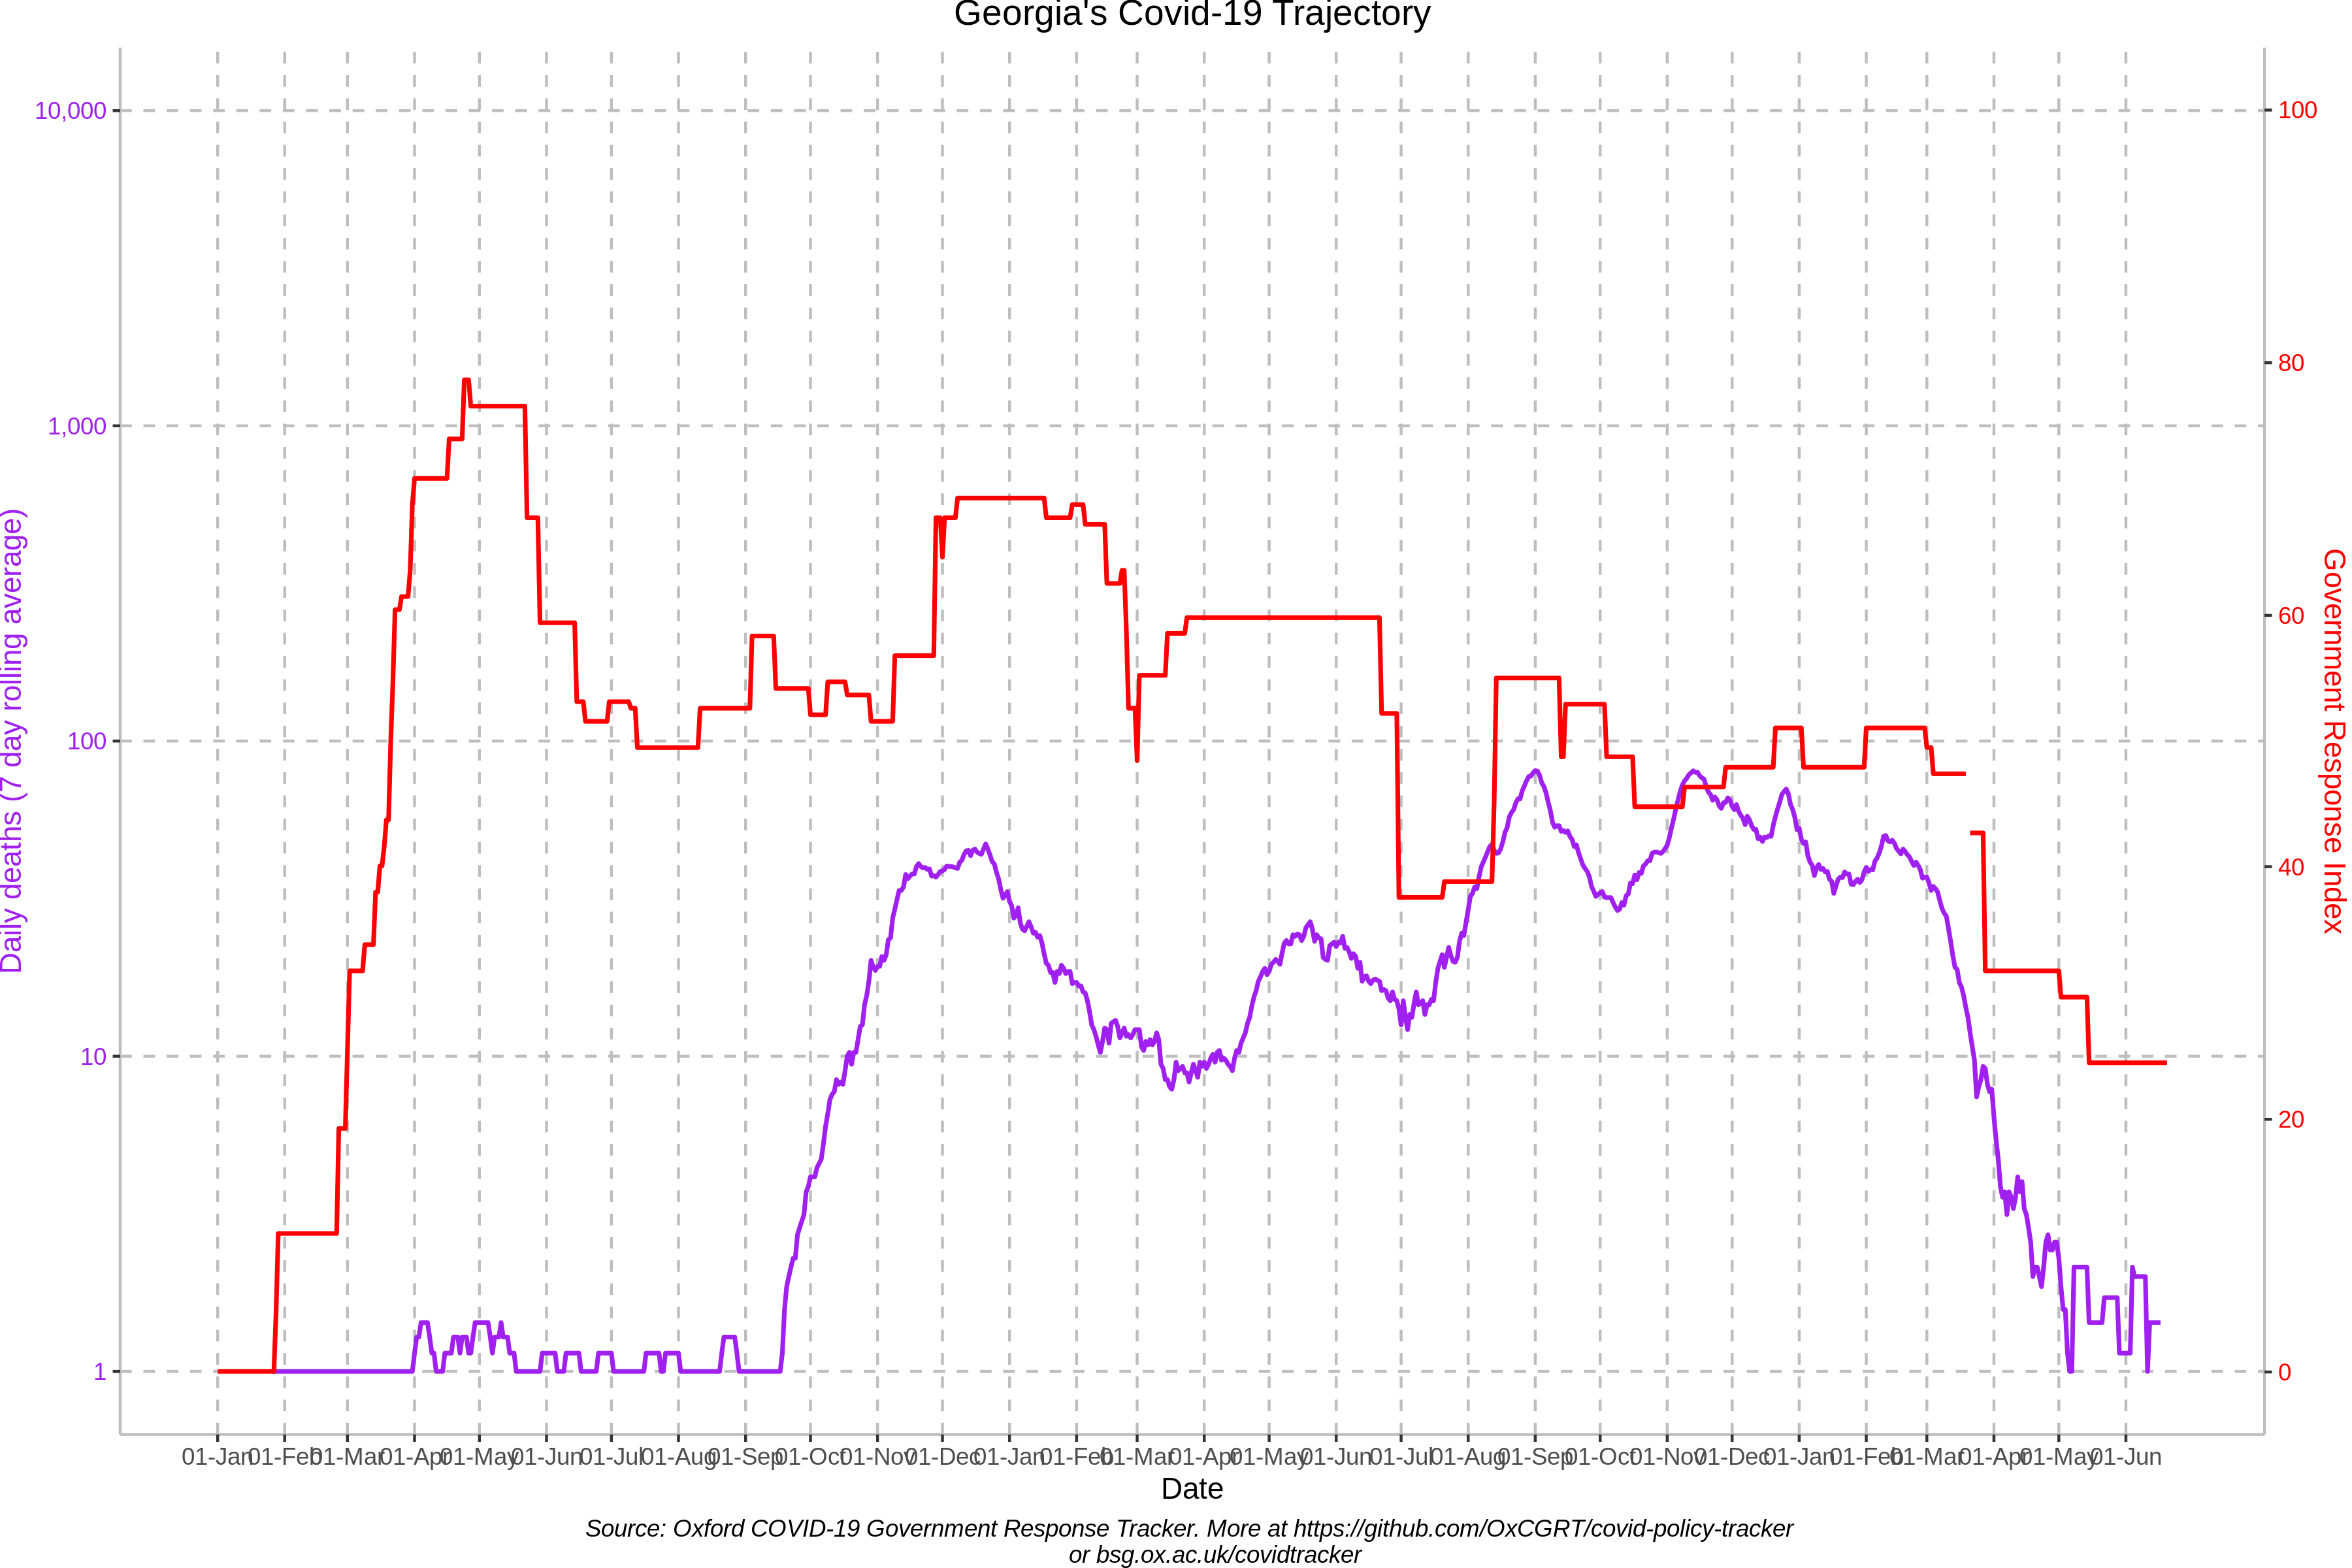 Georgia's Covid-19 Trajectory
10,000
1,000
100
10
1
Daily deaths (7 day rolling average)
100
80
60
40
20
0
Government Response Index
01-Jan 01-Feb 01-Mar 01-Apr 01-May 01-Jun 01-Jul 01-Aug 01-Sep 01-Oct 01-Nov 01-Dec 01-Jan 01-Feb 01-Mar 01-Apr 01-May 01-Jun 01-Jul 01-Aug 01-Sep 01-Oct 01-Nov 01-Dec 01-Jan 01-Feb 01-Mar 01-Apr 01-May 01-Jun
Date
Source: Oxford COVID-19 Government Response Tracker. More at https://github.com/OxCGRT/covid-policy-tracker
or bsg.ox.ac.uk/covidtracker